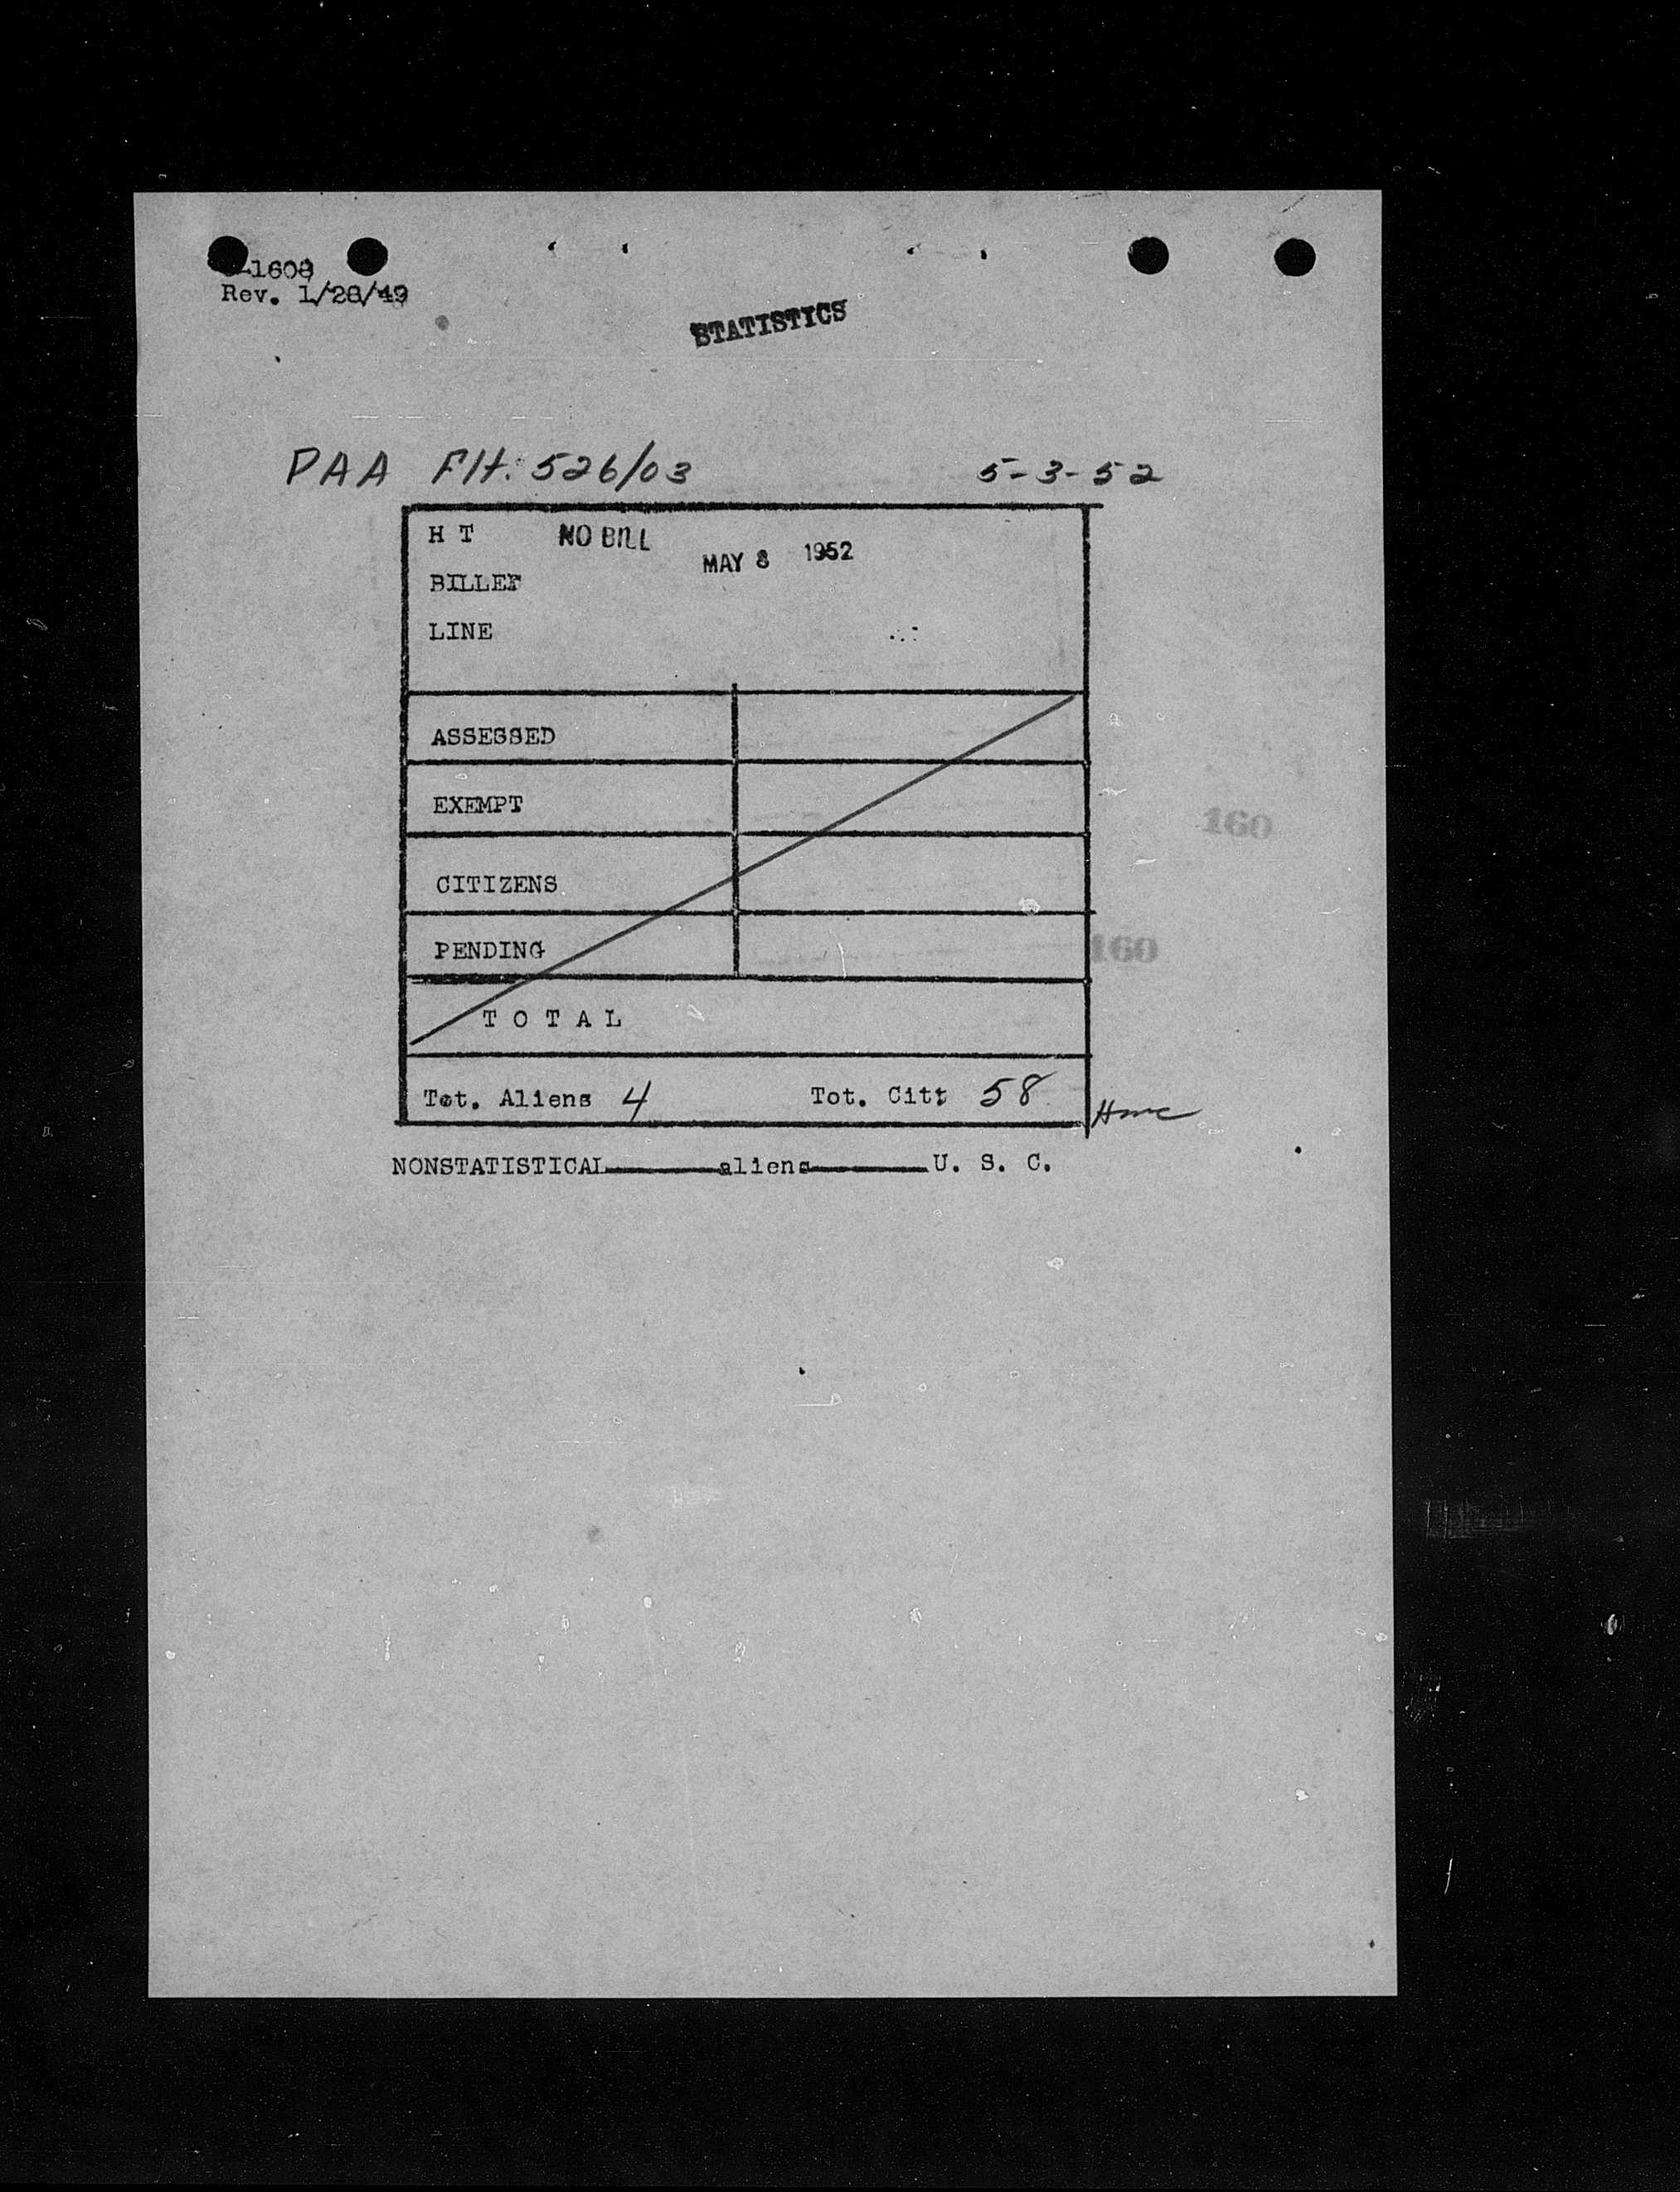 -1608
Rev. 1/28/49
STATISTICS
PAA Flt. 526/03 5-3-52
H T NO BILL
MAY 8 1952
BILLEF
LINE
ASSESSED
EXEMPT
160
CITIZENS
PENDING
160
T O T A L
Tot. Aliens 4 Tot. Cit: 58
NONSTATISTICAL aliens U. S. C.